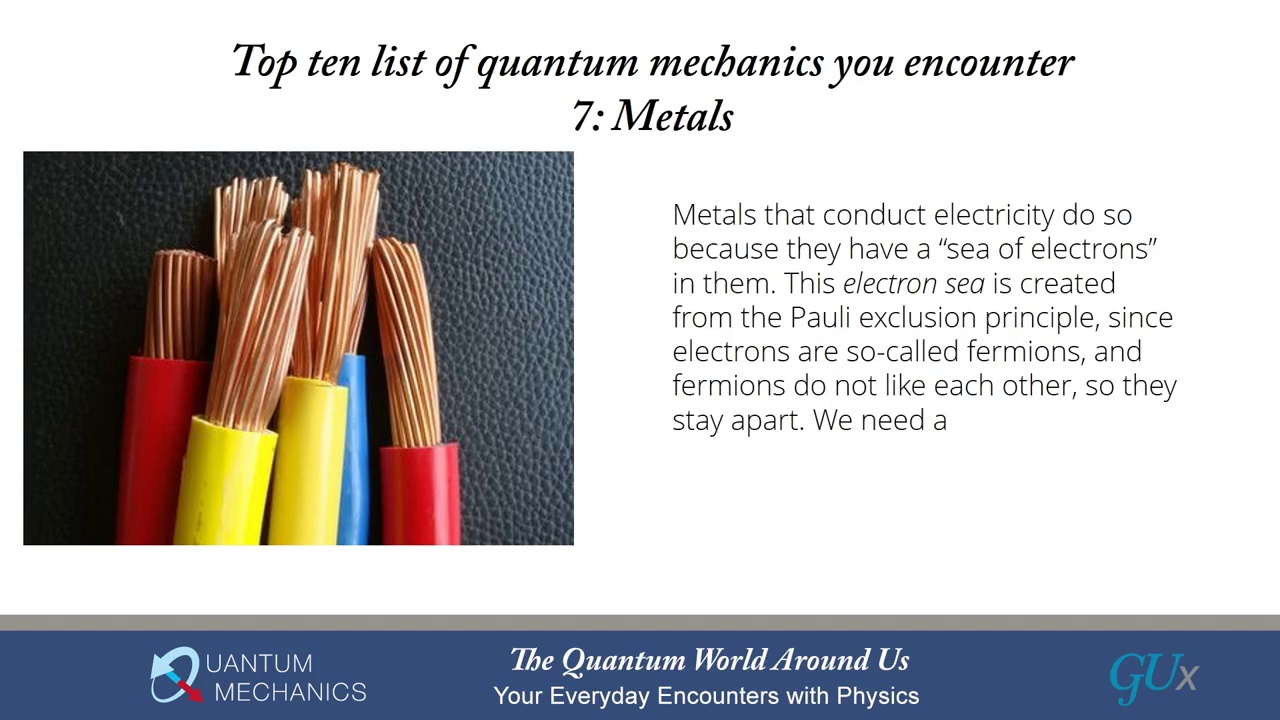 Top ten list of quantum mechanics you encounter
7: Metals
Metals that conduct electricity do so
because they have a “sea of electrons”
in them. This electron sea is created
from the Pauli exclusion principle, since
electrons are so-called fermions, and
fermions do not like each other, so they
stay apart. We need a
QUANTUM
MECHANICS
The Quantum World Around Us
Your Everyday Encounters with Physics
GUx